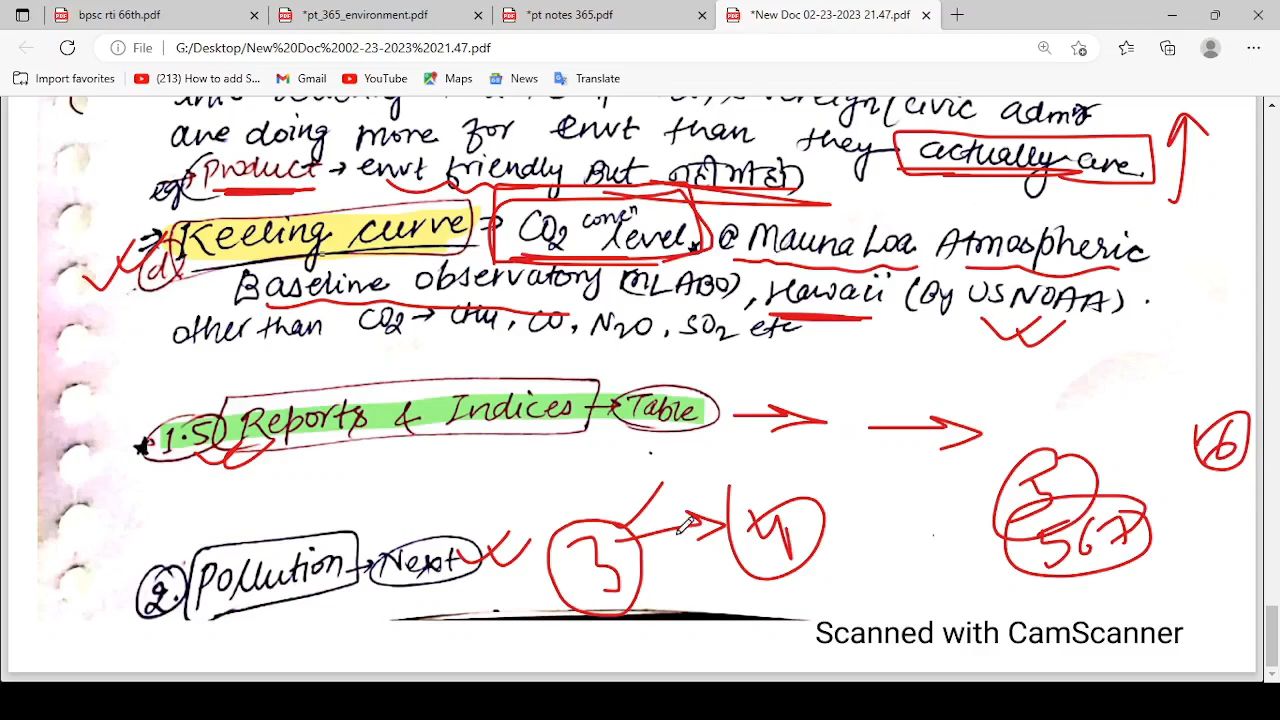 bpsc rti 66th.pdf
*pt_365_environment.pdf
*pt notes 365.pdf
*New Doc 02-23-2023 21.47.pdf
File G:/Desktop/New%20Doc%2002-23-2023%2021.47.pdf
Import favorites (213) How to add S... Gmail YouTube Maps News Translate
civic adms
are doing more for Envt than they actually are.
Product → envt friendly But
⇒ Keeling curve → CO2 concn level @ Mauna Loa Atmospheric
(d)
Baseline observatory (MLABO), Hawaii (By US NOAA).
other than CO2 → CH4, CO, N2O, SO2 etc
1.5 Reports & Indices → Table
6
5
567
2. Pollution → Next
3 → 4
Scanned with CamScanner